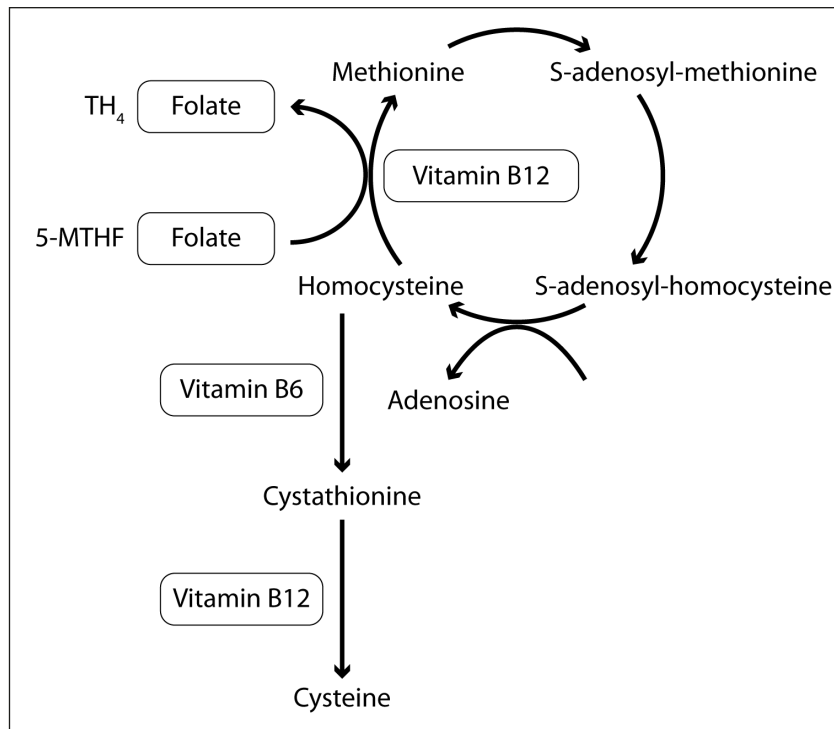 Methionine
S-adenosyl-methionine
TH₄
Folate
Vitamin B12
5-MTHF
Folate
Homocysteine
S-adenosyl-homocysteine
Vitamin B6
Adenosine
Cystathionine
Vitamin B12
Cysteine